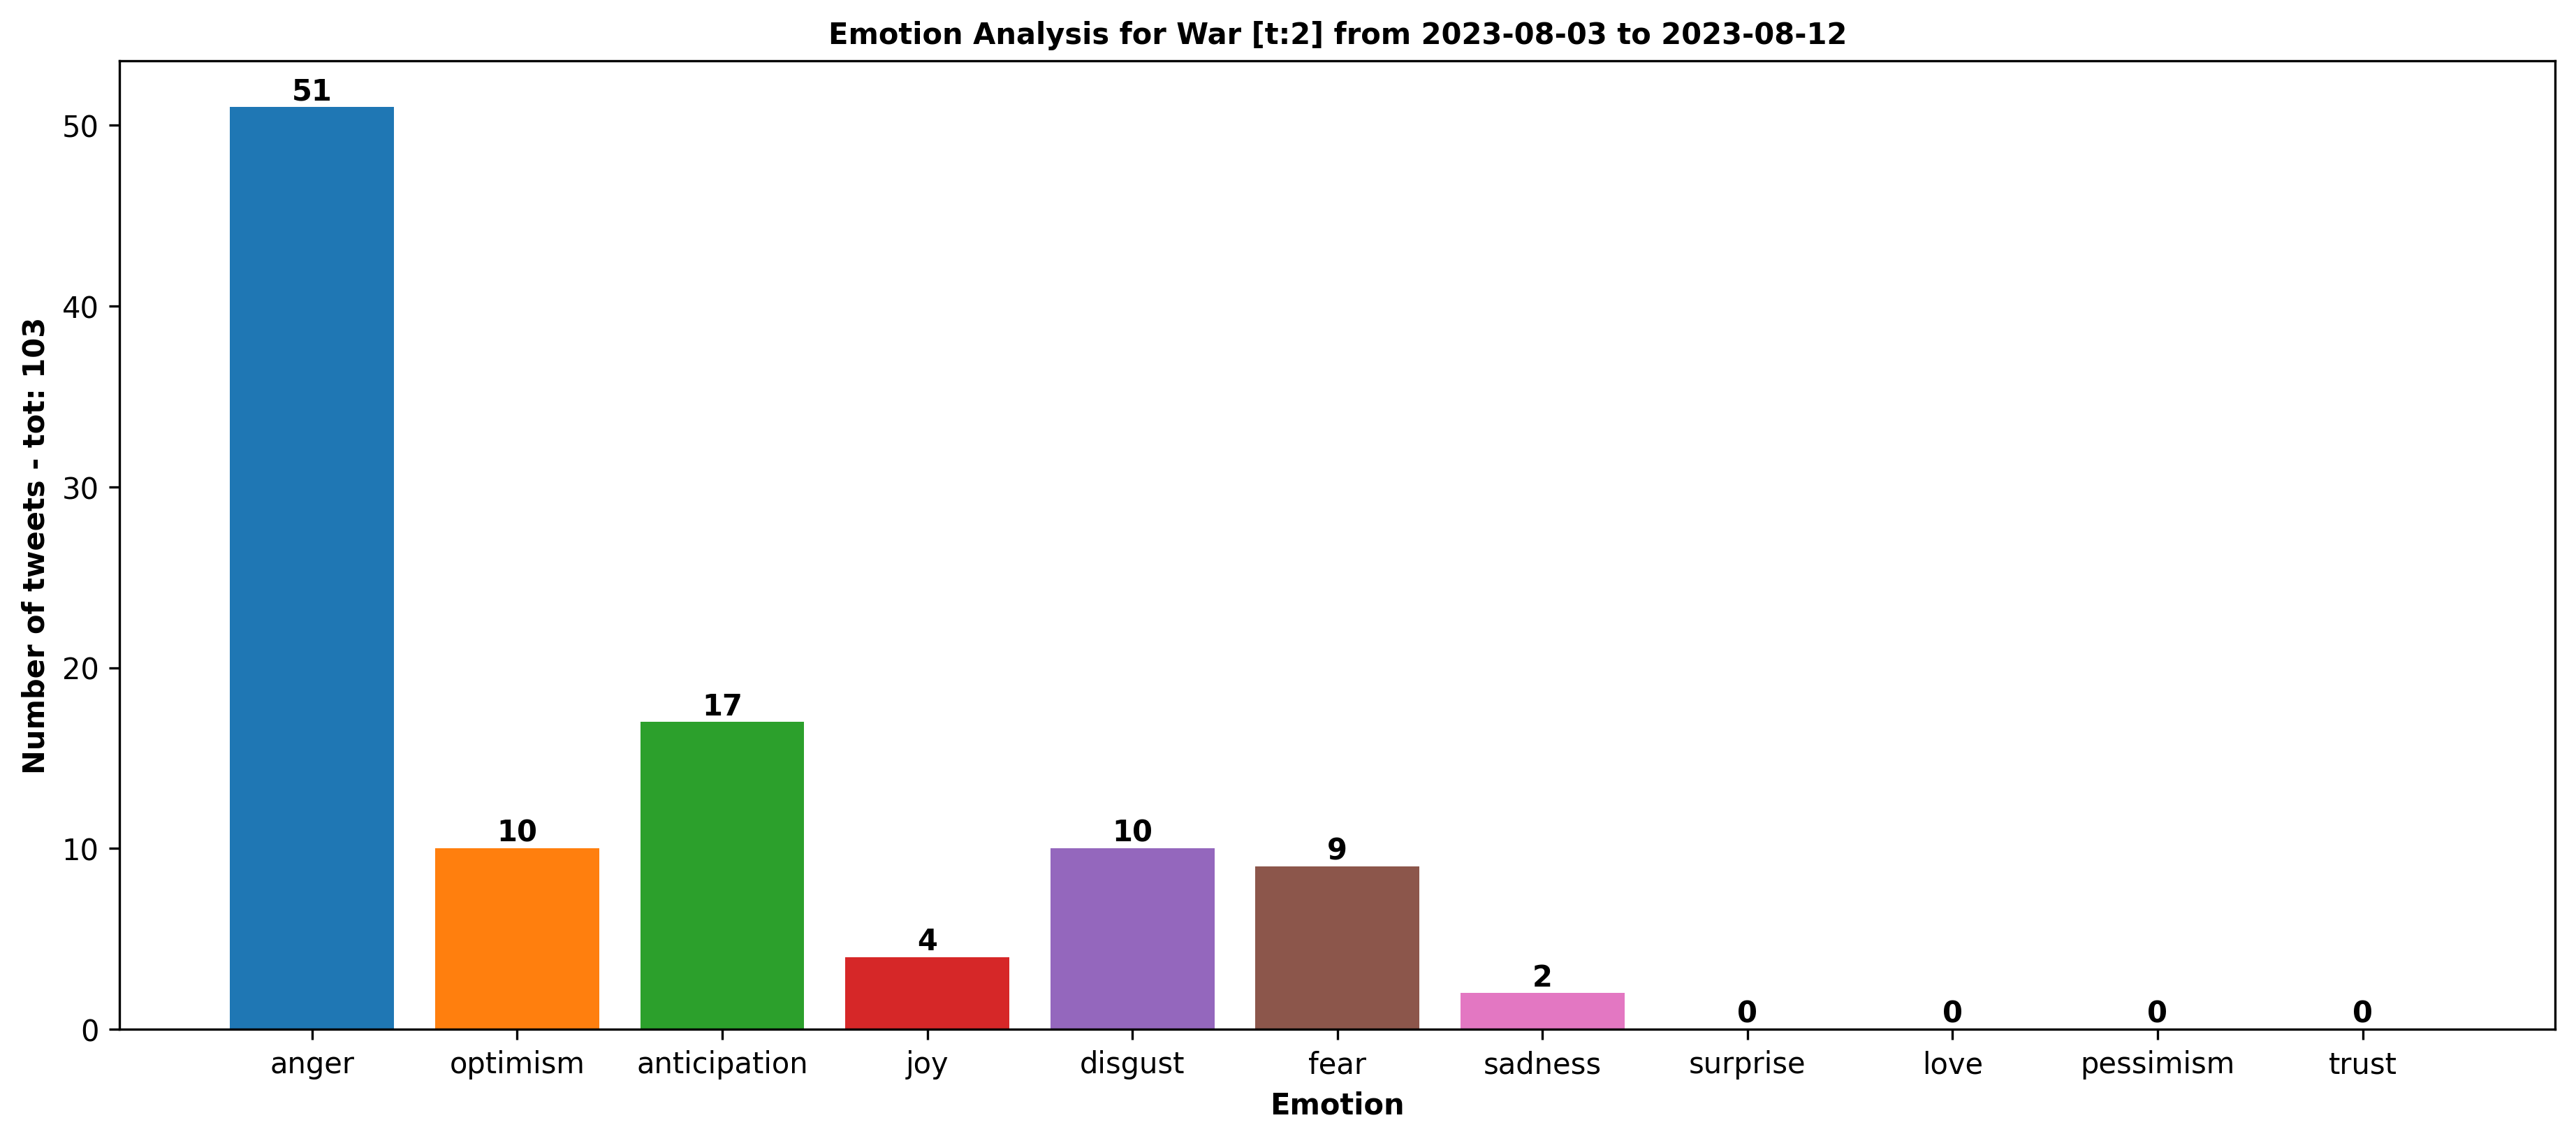 Emotion Analysis for War [t:2] from 2023-08-03 to 2023-08-12
Number of tweets - tot: 103
50
40
30
20
10
0
51
10
17
4
10
9
2
0
0
0
0
anger
optimism
anticipation
joy
disgust
fear
sadness
surprise
love
pessimism
trust
Emotion